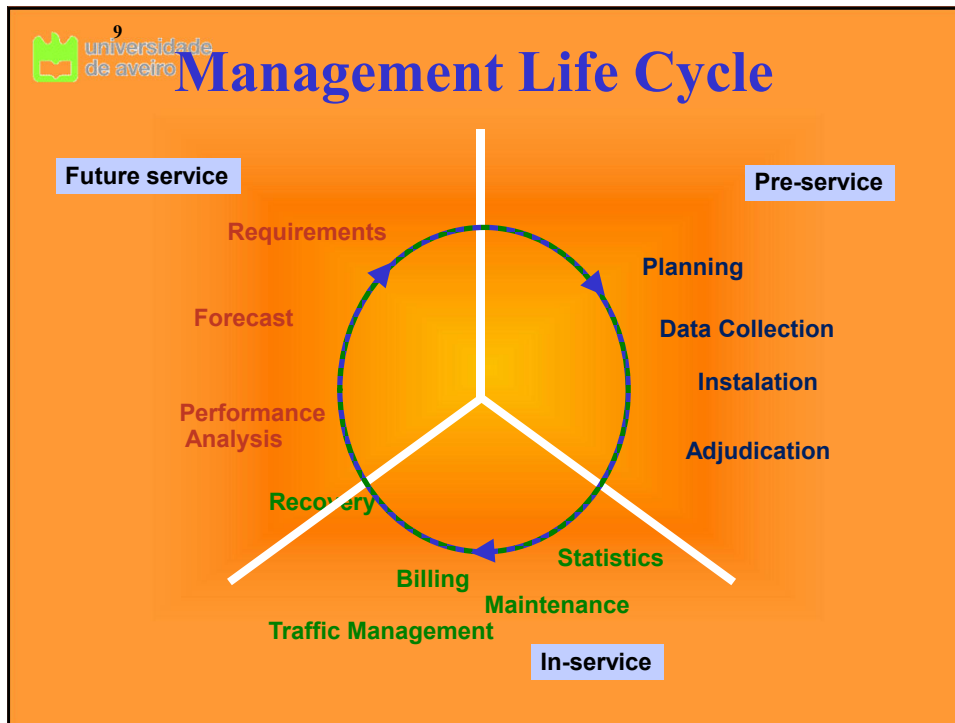 9
universidade
de aveiro
Management Life Cycle
Future service
Pre-service
Requirements
Planning
Forecast
Data Collection
Instalation
Performance
Analysis
Adjudication
Recovery
Statistics
Billing
Maintenance
Traffic Management
In-service